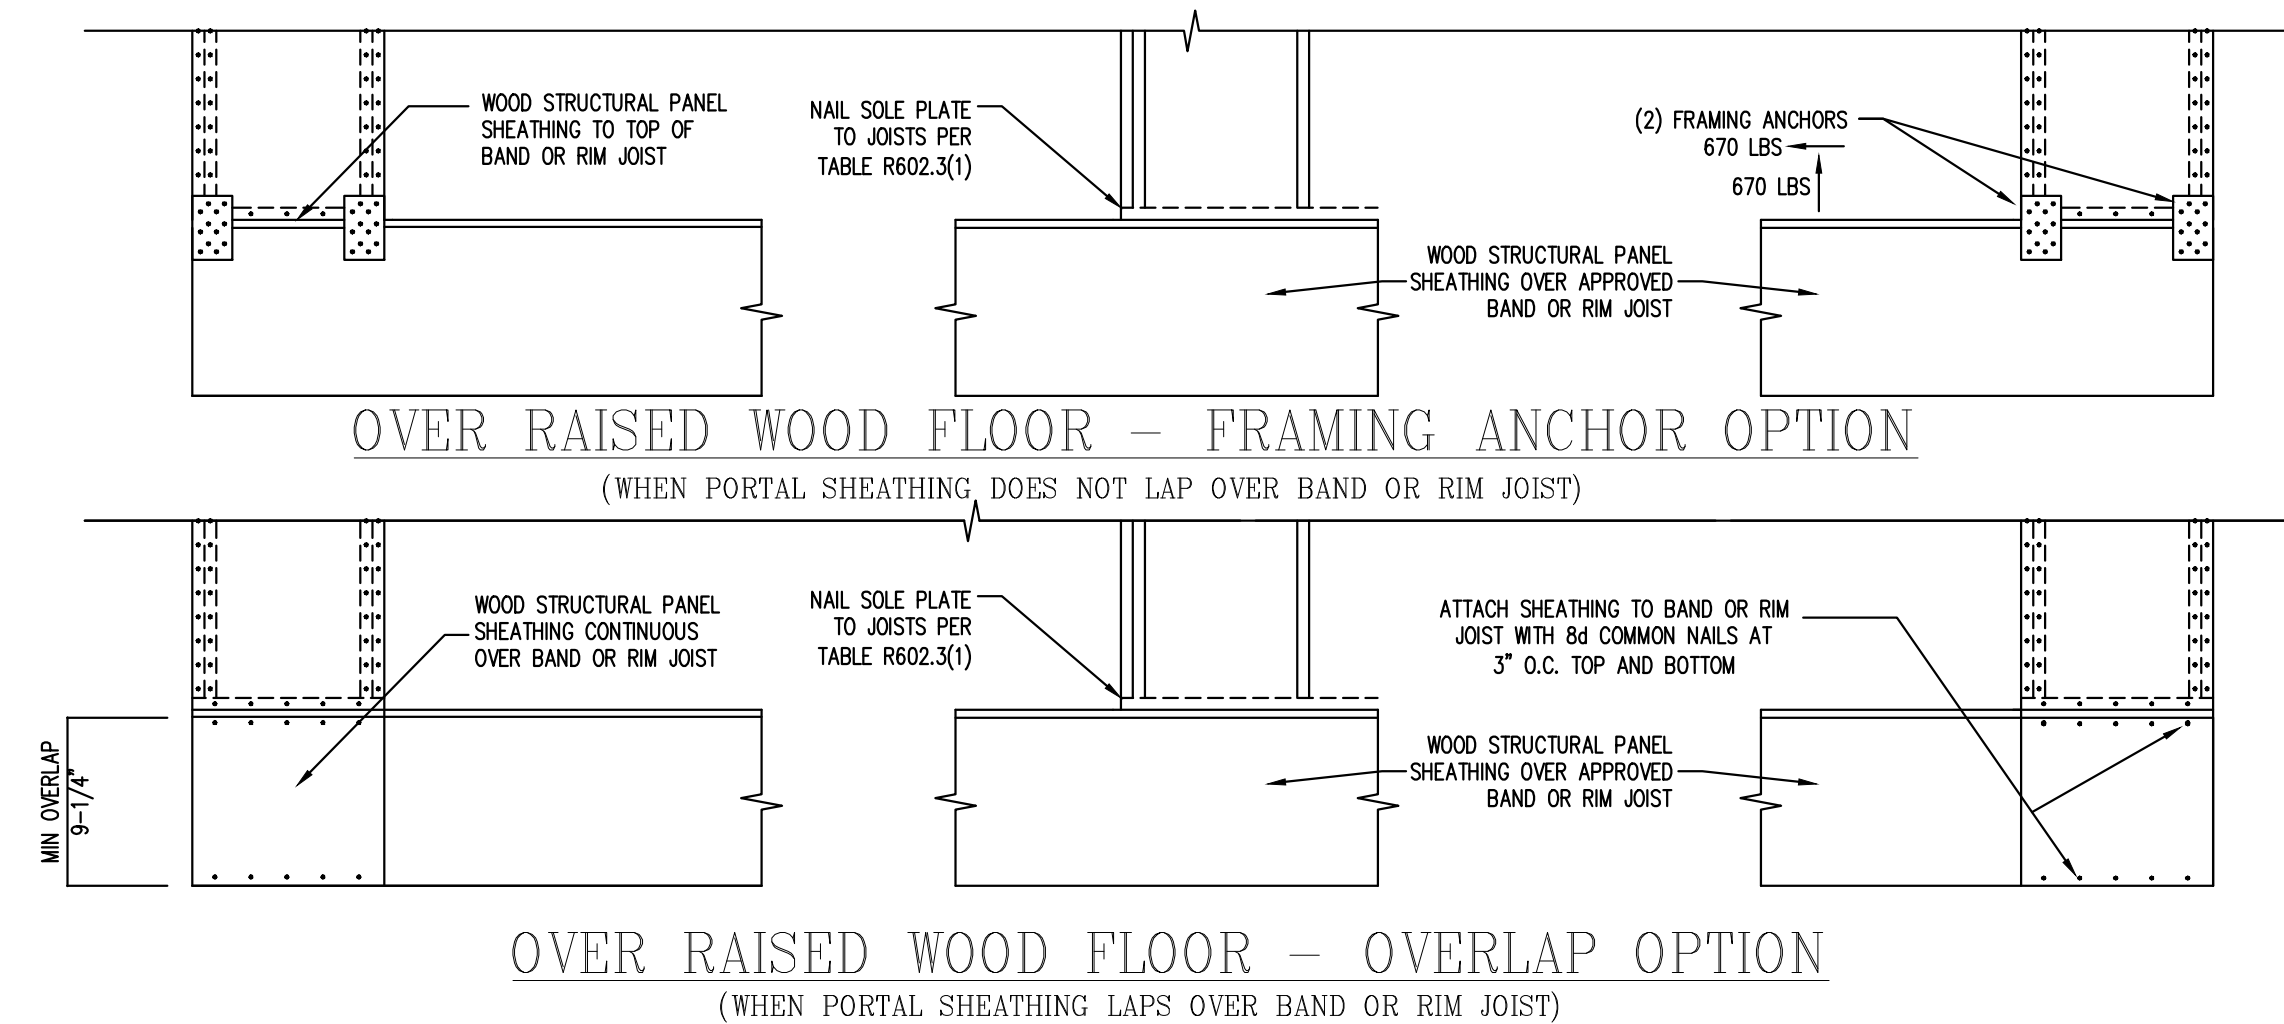 WOOD STRUCTURAL PANEL
SHEATHING TO TOP OF
BAND OR RIM JOIST
NAIL SOLE PLATE
TO JOISTS PER
TABLE R602.3(1)
(2) FRAMING ANCHORS
670 LBS
670 LBS
WOOD STRUCTURAL PANEL
SHEATHING OVER APPROVED
BAND OR RIM JOIST
OVER RAISED WOOD FLOOR – FRAMING ANCHOR OPTION
(WHEN PORTAL SHEATHING DOES NOT LAP OVER BAND OR RIM JOIST)
WOOD STRUCTURAL PANEL
SHEATHING CONTINUOUS
OVER BAND OR RIM JOIST
NAIL SOLE PLATE
TO JOISTS PER
TABLE R602.3(1)
ATTACH SHEATHING TO BAND OR RIM
JOIST WITH 8d COMMON NAILS AT
3" O.C. TOP AND BOTTOM
MIN OVERLAP
9-1/4"
WOOD STRUCTURAL PANEL
SHEATHING OVER APPROVED
BAND OR RIM JOIST
OVER RAISED WOOD FLOOR – OVERLAP OPTION
(WHEN PORTAL SHEATHING LAPS OVER BAND OR RIM JOIST)